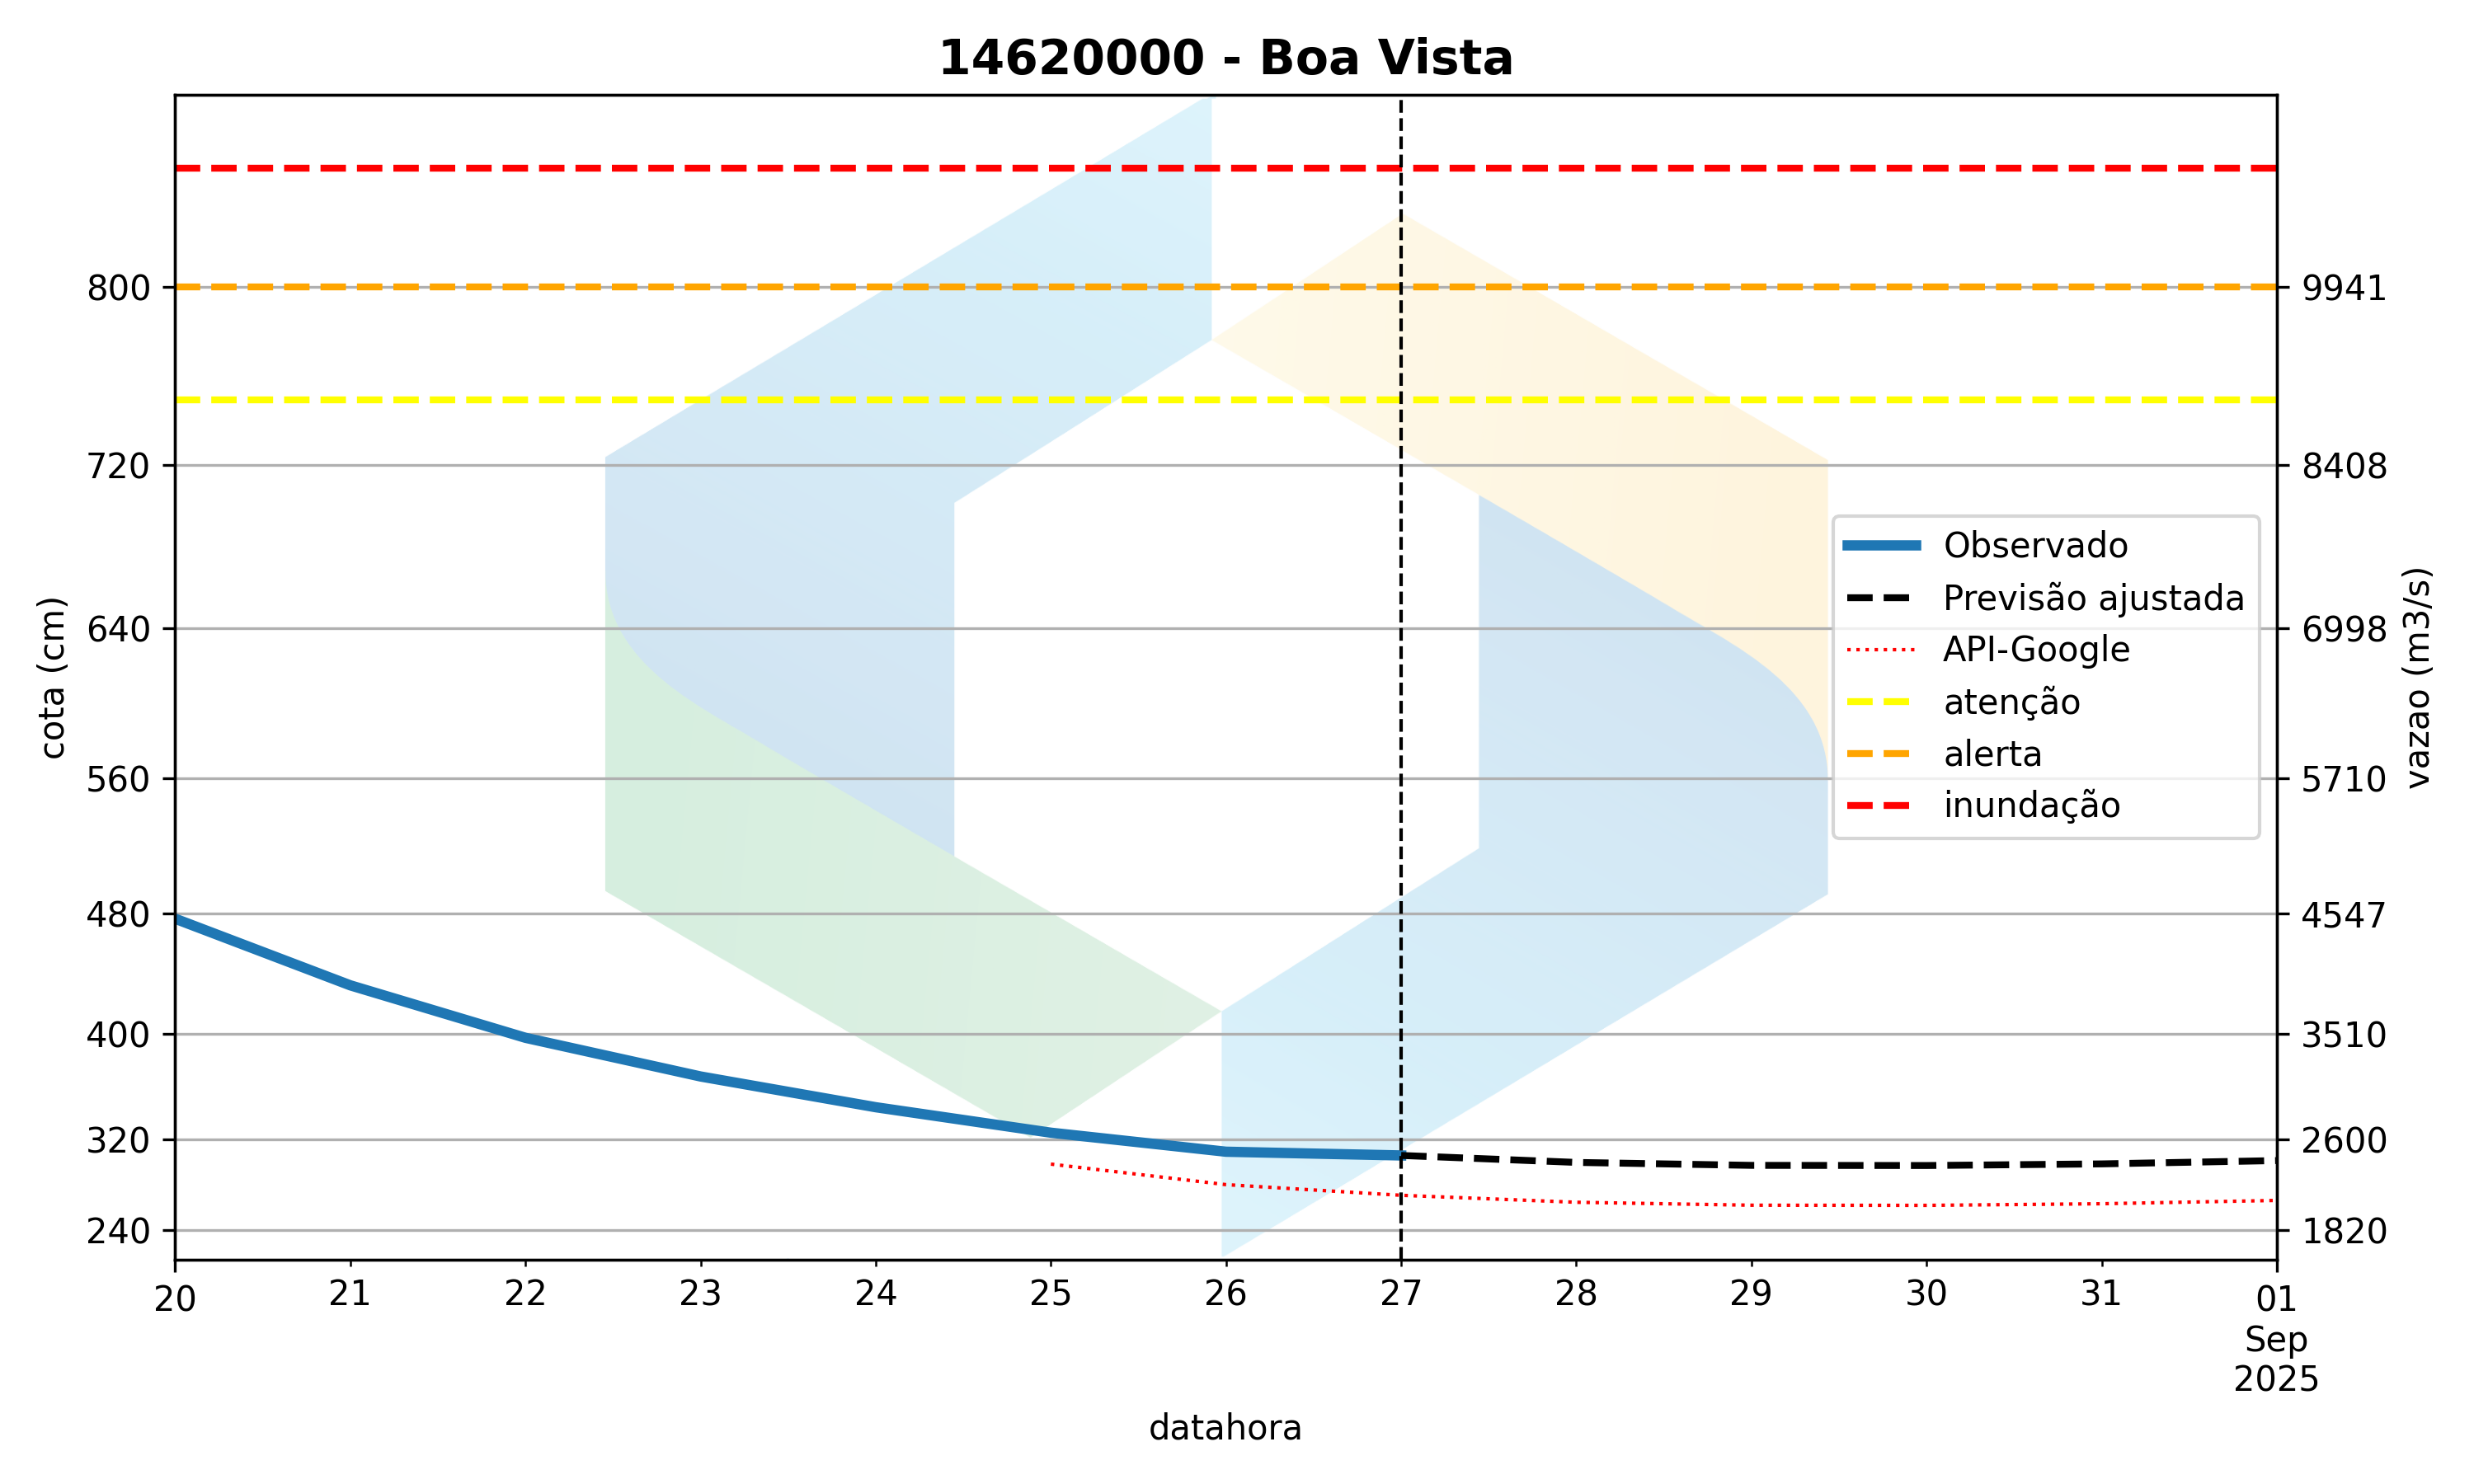 14620000 - Boa Vista
800
720
640
560
480
400
320
240
cota (cm)
9941
8408
6998
5710
4547
3510
2600
1820
vazao (m3/s)
Observado
Previsão ajustada
API-Google
atenção
alerta
inundação
20 21 22 23 24 25 26 27 28 29 30 31 01
Sep
2025
datahora